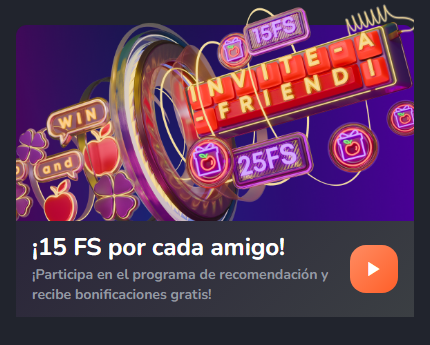 15FS
INVITE-A
-FRIEND
WIN
and
25FS
¡15 FS por cada amigo!
¡Participa en el programa de recomendación y
recibe bonificaciones gratis!